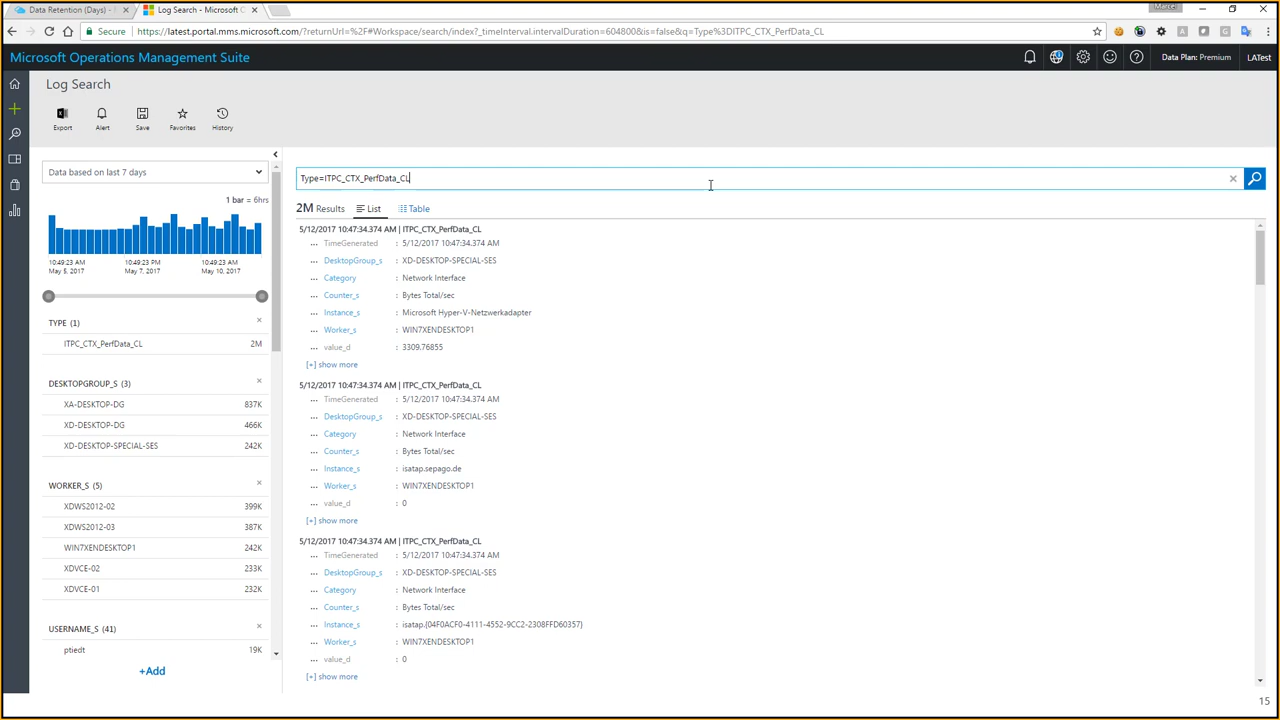 Data Retention (Days) -
Log Search - Microsoft O
Marcel
Secure
https://latest.portal.mms.microsoft.com/?returnUrl=%2F#Workspace/search/index?_timeInterval.intervalDuration=604800&is=false&q=Type%3DITPC_CTX_PerfData_CL
Microsoft Operations Management Suite
Data Plan: Premium
LATest
Log Search
Export
Alert
Save
Favorites
History
Data based on last 7 days
1 bar = 6hrs
10:49:23 AM
May 5, 2017
10:49:23 PM
May 7, 2017
10:49:23 AM
May 10, 2017
TYPE (1)
ITPC_CTX_PerfData_CL 2M
DESKTOPGROUP_S (3)
XA-DESKTOP-DG 837K
XD-DESKTOP-DG 466K
XD-DESKTOP-SPECIAL-SES 242K
WORKER_S (5)
XDWS2012-02 399K
XDWS2012-03 387K
WIN7XENDESKTOP1 242K
XDVCE-02 233K
XDVCE-01 232K
USERNAME_S (41)
ptiedt 19K
+Add
Type=ITPC_CTX_PerfData_CL
2M Results
List
Table
5/12/2017 10:47:34.374 AM | ITPC_CTX_PerfData_CL
... TimeGenerated : 5/12/2017 10:47:34.374 AM
... DesktopGroup_s : XD-DESKTOP-SPECIAL-SES
... Category : Network Interface
... Counter_s : Bytes Total/sec
... Instance_s : Microsoft Hyper-V-Netzwerkadapter
... Worker_s : WIN7XENDESKTOP1
... value_d : 3309.76855
[+] show more
5/12/2017 10:47:34.374 AM | ITPC_CTX_PerfData_CL
... TimeGenerated : 5/12/2017 10:47:34.374 AM
... DesktopGroup_s : XD-DESKTOP-SPECIAL-SES
... Category : Network Interface
... Counter_s : Bytes Total/sec
... Instance_s : isatap.sepago.de
... Worker_s : WIN7XENDESKTOP1
... value_d : 0
[+] show more
5/12/2017 10:47:34.374 AM | ITPC_CTX_PerfData_CL
... TimeGenerated : 5/12/2017 10:47:34.374 AM
... DesktopGroup_s : XD-DESKTOP-SPECIAL-SES
... Category : Network Interface
... Counter_s : Bytes Total/sec
... Instance_s : isatap.{04F0ACF0-4111-4552-9CC2-2308FFD60357}
... Worker_s : WIN7XENDESKTOP1
... value_d : 0
[+] show more
15